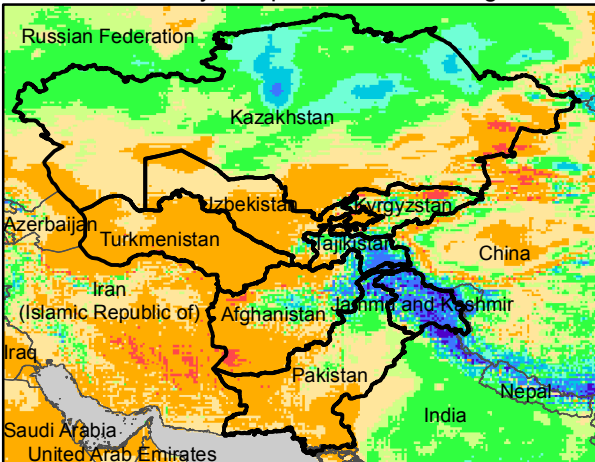 Russian Federation
Kazakhstan
Uzbekistan
Kyrgyzstan
Azerbaijan
Turkmenistan
Tajikistan
China
Iran
(Islamic Republic of)
Afghanistan
Jammu and Kashmir
Iraq
Pakistan
Nepal
India
Saudi Arabia
United Arab Emirates